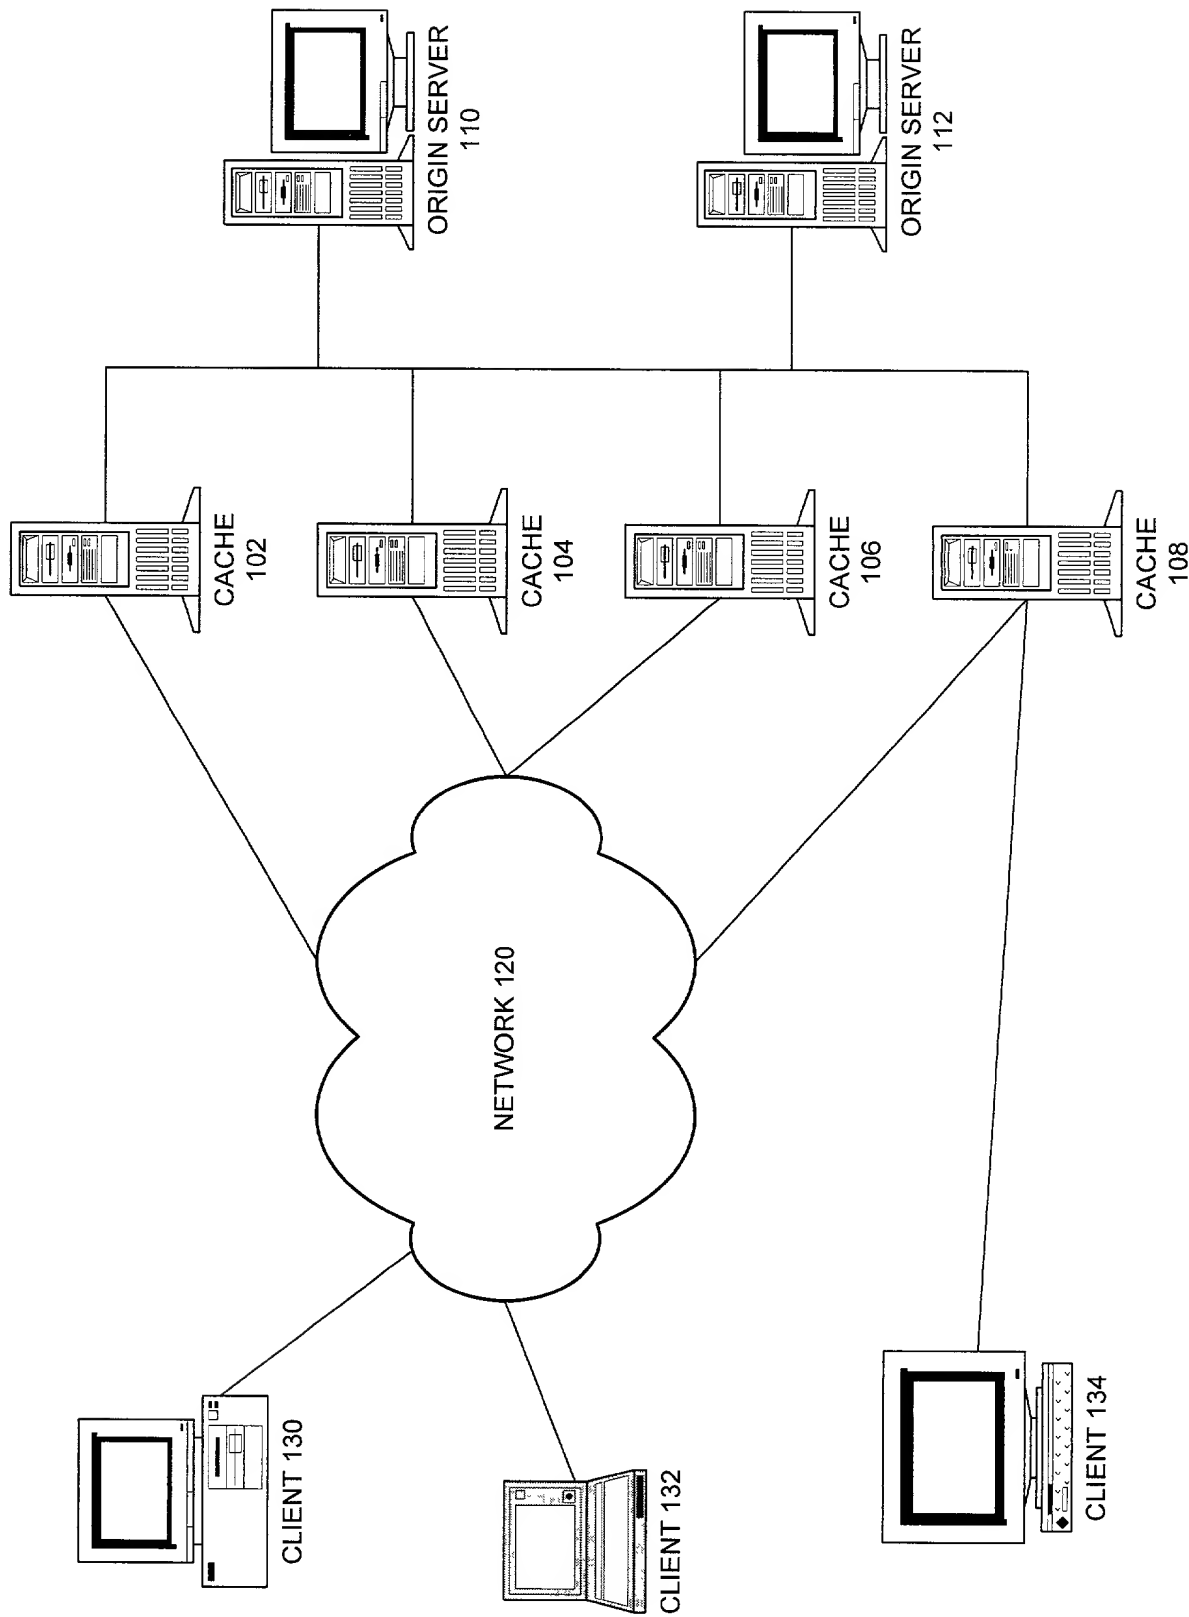 ORIGIN SERVER
110
ORIGIN SERVER
112
CACHE
102
CACHE
104
CACHE
106
CACHE
108
NETWORK 120
CLIENT 130
CLIENT 132
CLIENT 134